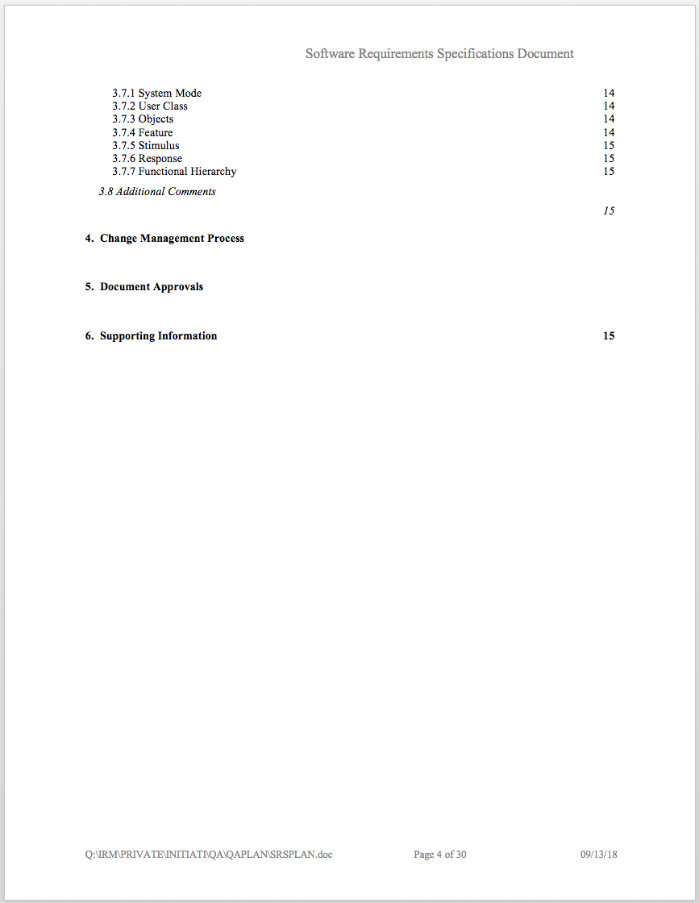 Software Requirements Specifications Document
3.7.1 System Mode 14
3.7.2 User Class 14
3.7.3 Objects 14
3.7.4 Feature 14
3.7.5 Stimulus 15
3.7.6 Response 15
3.7.7 Functional Hierarchy 15
3.8 Additional Comments
15
4. Change Management Process
5. Document Approvals
6. Supporting Information 15
Q:\IRM\PRIVATE\INITIATI\QA\QAPLAN\SRSPLAN.doc Page 4 of 30 09/13/18